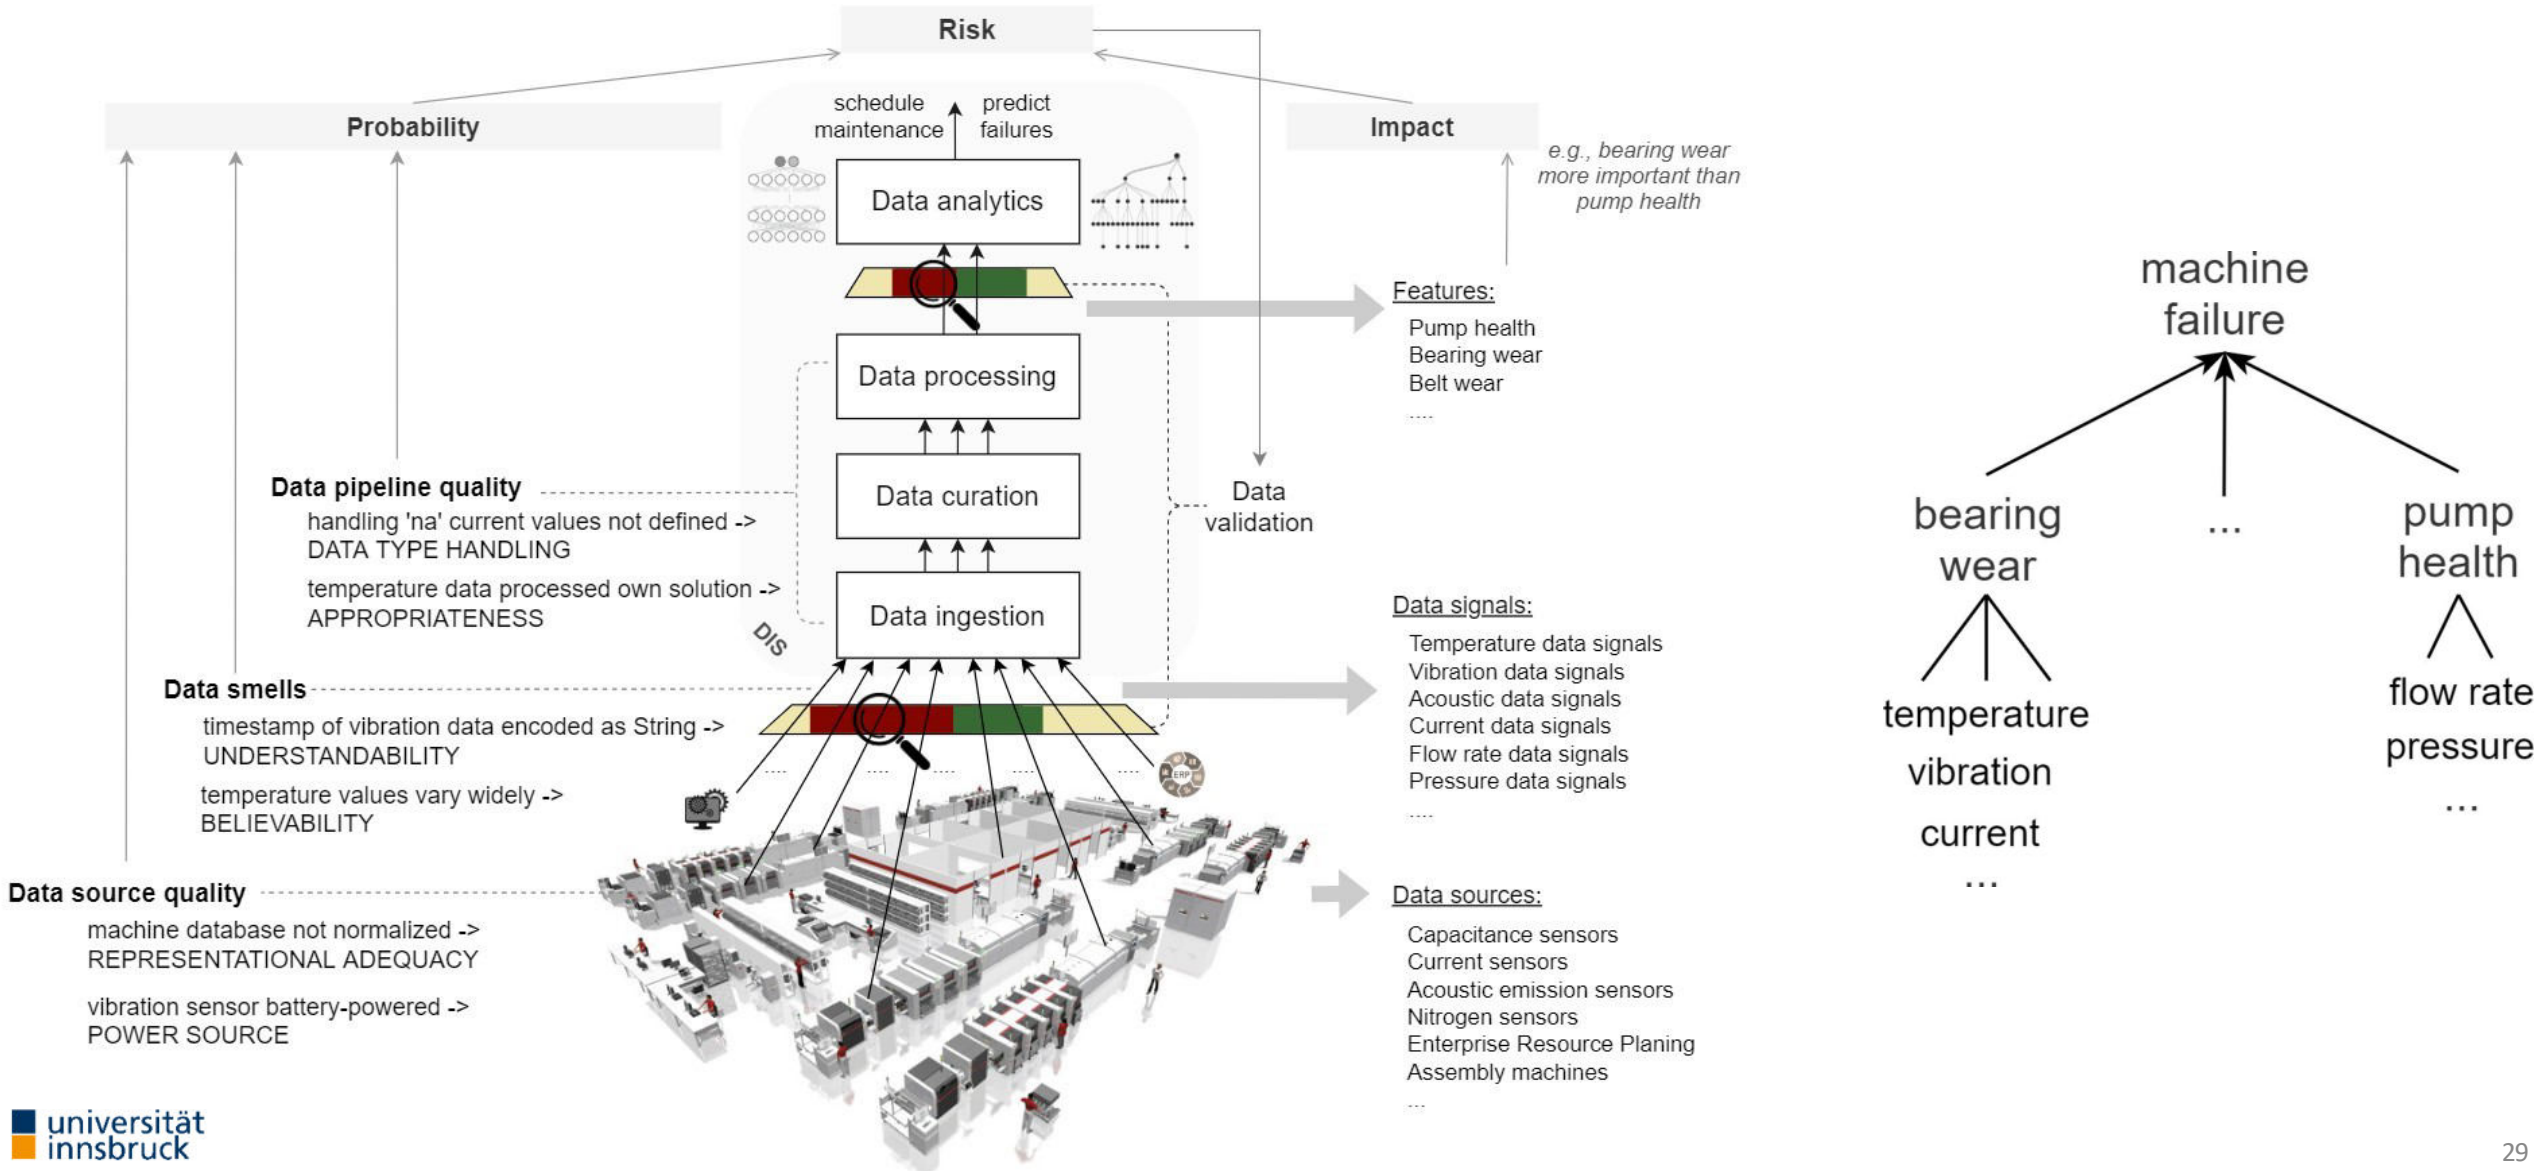 Risk
Probability
Impact
e.g., bearing wear
more important than
pump health
schedule
maintenance
predict
failures
Data analytics
Data processing
Data curation
Data ingestion
DIS
Data pipeline quality
handling 'na' current values not defined ->
DATA TYPE HANDLING
temperature data processed own solution ->
APPROPRIATENESS
Data smells
timestamp of vibration data encoded as String ->
UNDERSTANDABILITY
temperature values vary widely ->
BELIEVABILITY
Data source quality
machine database not normalized ->
REPRESENTATIONAL ADEQUACY
vibration sensor battery-powered ->
POWER SOURCE
.... .... .... .... ....
ERP
Data
validation
Features:
Pump health
Bearing wear
Belt wear
....
Data signals:
Temperature data signals
Vibration data signals
Acoustic data signals
Current data signals
Flow rate data signals
Pressure data signals
....
Data sources:
Capacitance sensors
Current sensors
Acoustic emission sensors
Nitrogen sensors
Enterprise Resource Planing
Assembly machines
...
machine
failure
bearing
wear
...
pump
health
temperature
vibration
current
...
flow rate
pressure
...
universität
innsbruck
29